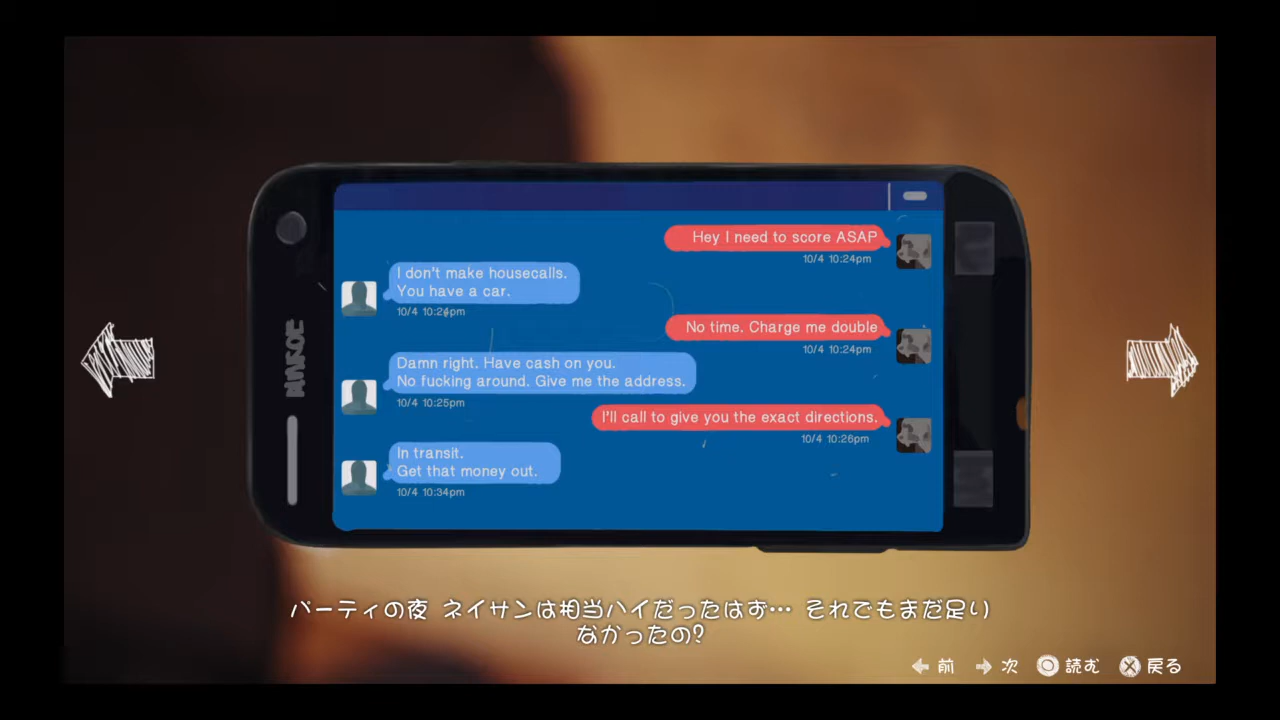 Hey I need to score ASAP
10/4 10:24pm
I don't make housecalls.
You have a car.
10/4 10:24pm
No time. Charge me double
10/4 10:24pm
Damn right. Have cash on you.
No fucking around. Give me the address.
10/4 10:25pm
I'll call to give you the exact directions.
10/4 10:26pm
In transit.
Get that money out.
10/4 10:34pm
パーティの夜 ネイサンは相当ハイだったはず… それでもまだ足り
なかったの?
前 次 読む 戻る